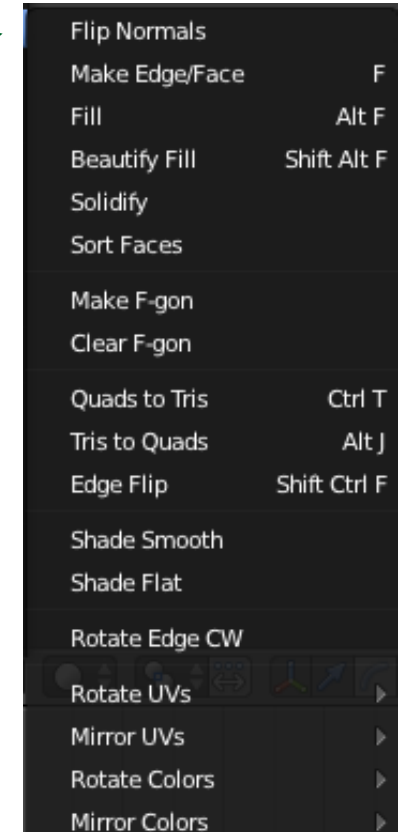 Flip Normals
Make Edge/Face F
Fill Alt F
Beautify Fill Shift Alt F
Solidify
Sort Faces
Make F-gon
Clear F-gon
Quads to Tris Ctrl T
Tris to Quads Alt J
Edge Flip Shift Ctrl F
Shade Smooth
Shade Flat
Rotate Edge CW
Rotate UVs
Mirror UVs
Rotate Colors
Mirror Colors